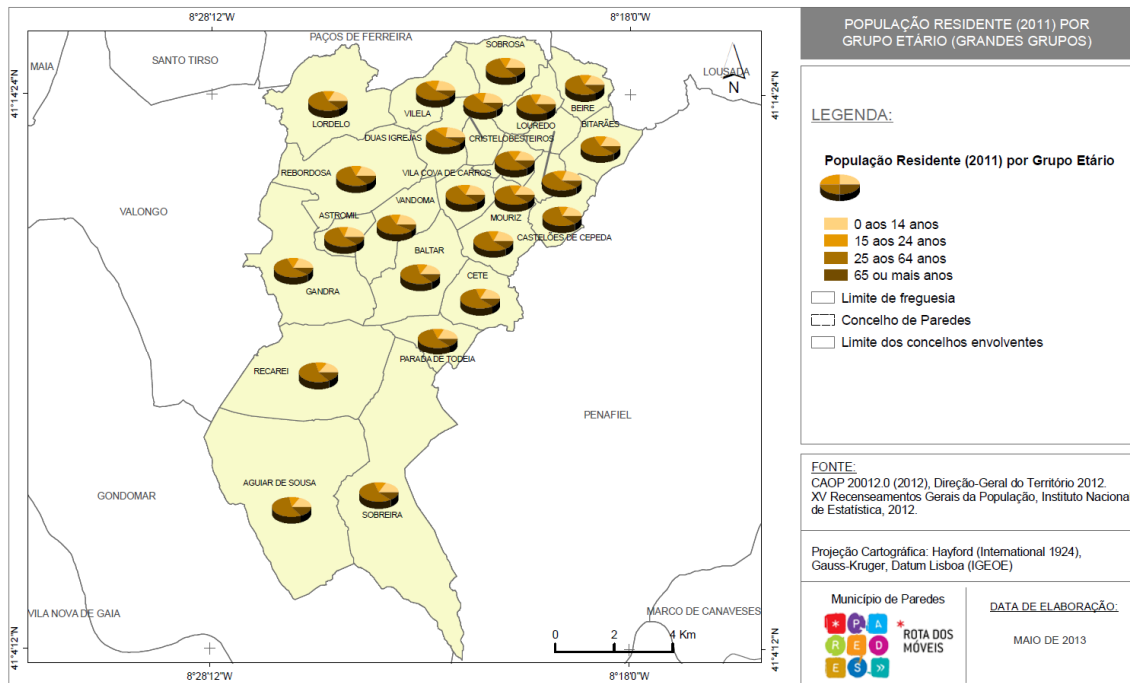 8°28'12"W
8°18'0"W
POPULAÇÃO RESIDENTE (2011) POR
GRUPO ETÁRIO (GRANDES GRUPOS)
PAÇOS DE FERREIRA
SOBROSA
SANTO TIRSO
MAIA
LOUSADA
N
41°14'24"N
41°14'24"N
BEIRE
VILELA
LORDELO
LOUREDO
BITARÃES
DUAS IGREJAS
CRISTELO
BESTEIROS
REBORDOSA
VILA COVA DE CARROS
VANDOMA
VALONGO
ASTROMIL
MOURIZ
CASTELÕES DE CEPEDA
BALTAR
CETE
GANDRA
PARADA DE TODEIA
RECAREI
PENAFIEL
AGUIAR DE SOUSA
GONDOMAR
SOBREIRA
VILA NOVA DE GAIA
MARCO DE CANAVESES
0 2 4 Km
41°4'12"N
41°4'12"N
8°28'12"W
8°18'0"W
LEGENDA:
População Residente (2011) por Grupo Etário
0 aos 14 anos
15 aos 24 anos
25 aos 64 anos
65 ou mais anos
Limite de freguesia
Concelho de Paredes
Limite dos concelhos envolventes
FONTE:
CAOP 20012.0 (2012), Direção-Geral do Território 2012.
XV Recenseamentos Gerais da População, Instituto Nacional
de Estatística, 2012.
Projeção Cartográfica: Hayford (International 1924),
Gauss-Kruger, Datum Lisboa (IGEOE)
Município de Paredes
* P A
R E D
E S »
* ROTA DOS
MÓVEIS
DATA DE ELABORAÇÃO:
MAIO DE 2013